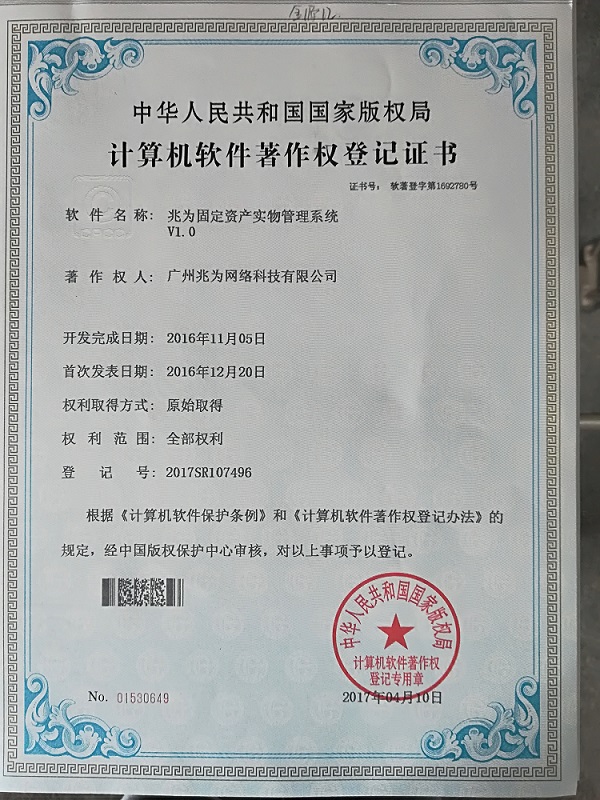 中华人民共和国国家版权局
计算机软件著作权登记证书
证书号： 软著登字第1692780号
软件名称： 兆为固定资产实物管理系统
V1.0
著作权人： 广州兆为网络科技有限公司
开发完成日期： 2016年11月05日
首次发表日期： 2016年12月20日
权利取得方式： 原始取得
权利范围： 全部权利
登记号： 2017SR107496
根据《计算机软件保护条例》和《计算机软件著作权登记办法》的
规定，经中国版权保护中心审核，对以上事项予以登记。
中华人民共和国国家版权局
计算机软件著作权
登记专用章
No. 01530649
2017年04月10日